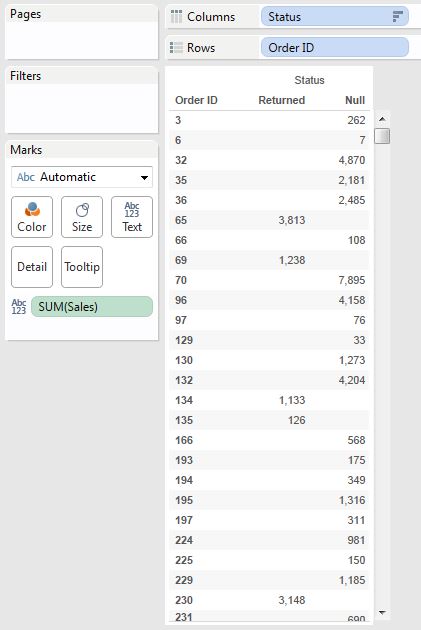 Pages
Columns Status
Rows Order ID
Filters
Marks
Abc Automatic
Color Size Abc 123 Text
Detail Tooltip
Abc 123 SUM(Sales)
Status
Order ID Returned Null
3 262
6 7
32 4,870
35 2,181
36 2,485
65 3,813
66 108
69 1,238
70 7,895
96 4,158
97 76
129 33
130 1,273
132 4,204
134 1,133
135 126
166 568
193 175
194 349
195 1,316
197 311
224 981
225 150
229 1,185
230 3,148
231 690